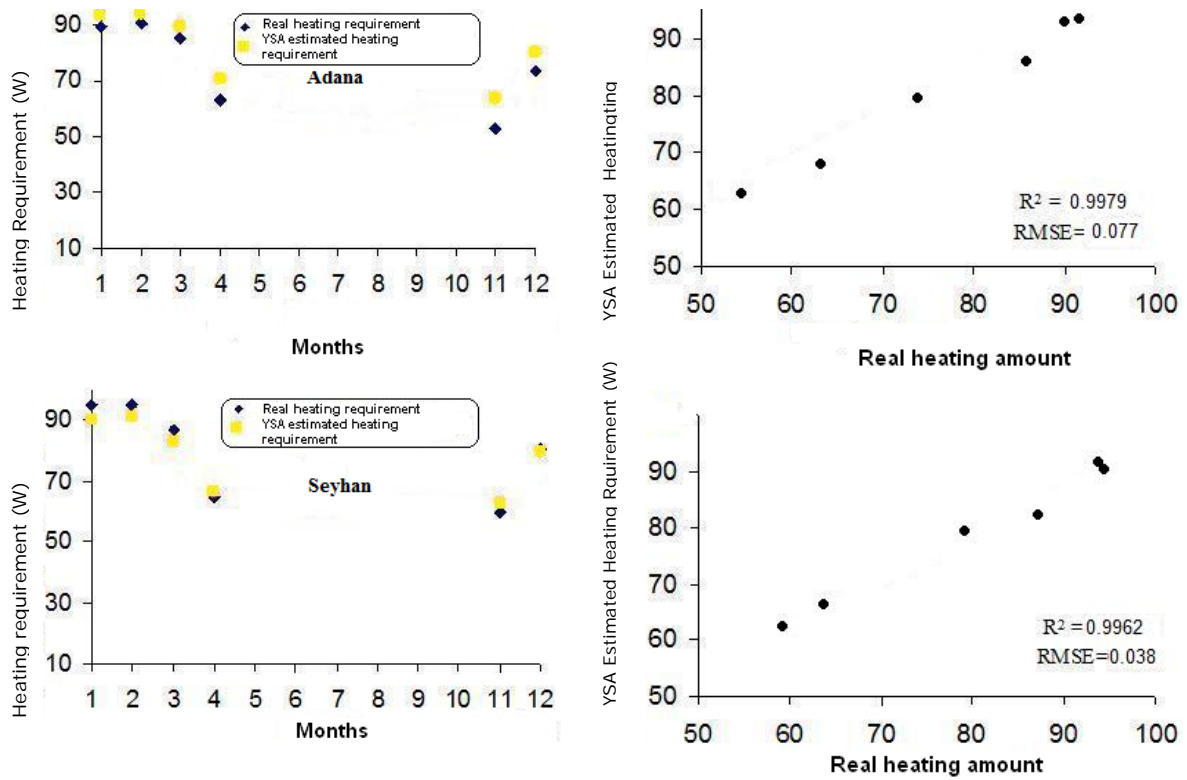 Heating Requirement (W)
90
70
50
30
10
Real heating requirement
YSA estimated heating
requirement
Adana
1 2 3 4 5 6 7 8 9 10 11 12
Months
YSA Estimated Heatinqting
90
80
70
60
50
R² = 0.9979
RMSE= 0.077
50 60 70 80 90 100
Real heating amount
Heating requirement (W)
90
70
50
30
10
Real heating requirement
YSA estimated heating
requirement
Seyhan
1 2 3 4 5 6 7 8 9 10 11 12
Months
YSA Estimated Heatinq Rquirement (W)
90
80
70
60
50
R² =0.9962
RMSE=0.038
50 60 70 80 90 100
Real heating amount